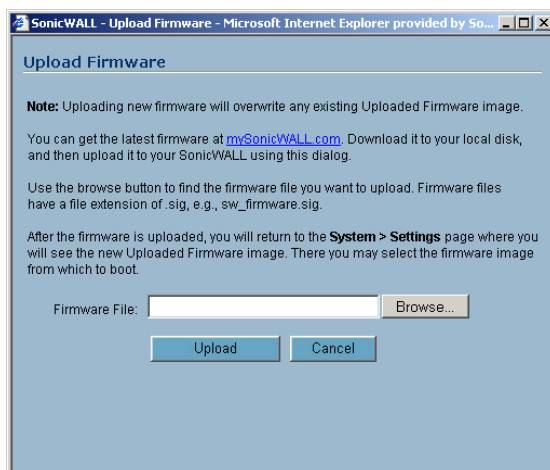 SonicWALL - Upload Firmware - Microsoft Internet Explorer provided by So...
Upload Firmware
Note: Uploading new firmware will overwrite any existing Uploaded Firmware image.
You can get the latest firmware at mySonicWALL.com. Download it to your local disk,
and then upload it to your SonicWALL using this dialog.
Use the browse button to find the firmware file you want to upload. Firmware files
have a file extension of .sig, e.g., sw_firmware.sig.
After the firmware is uploaded, you will return to the System > Settings page where you
will see the new Uploaded Firmware image. There you may select the firmware image
from which to boot.
Firmware File:
Browse...
Upload
Cancel